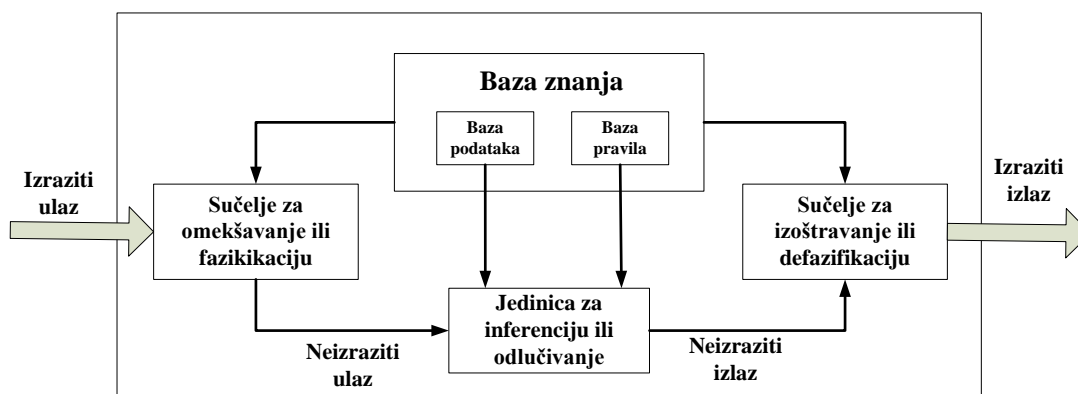 Baza znanja
Baza
podataka
Baza
pravila
Izraziti
ulaz
Sučelje za
omekšavanje ili
fazikikaciju
Sučelje za
izoštravanje ili
defazifikaciju
Izraziti
izlaz
Jedinica za
inferenciju ili
odlučivanje
Neizraziti
ulaz
Neizraziti
izlaz